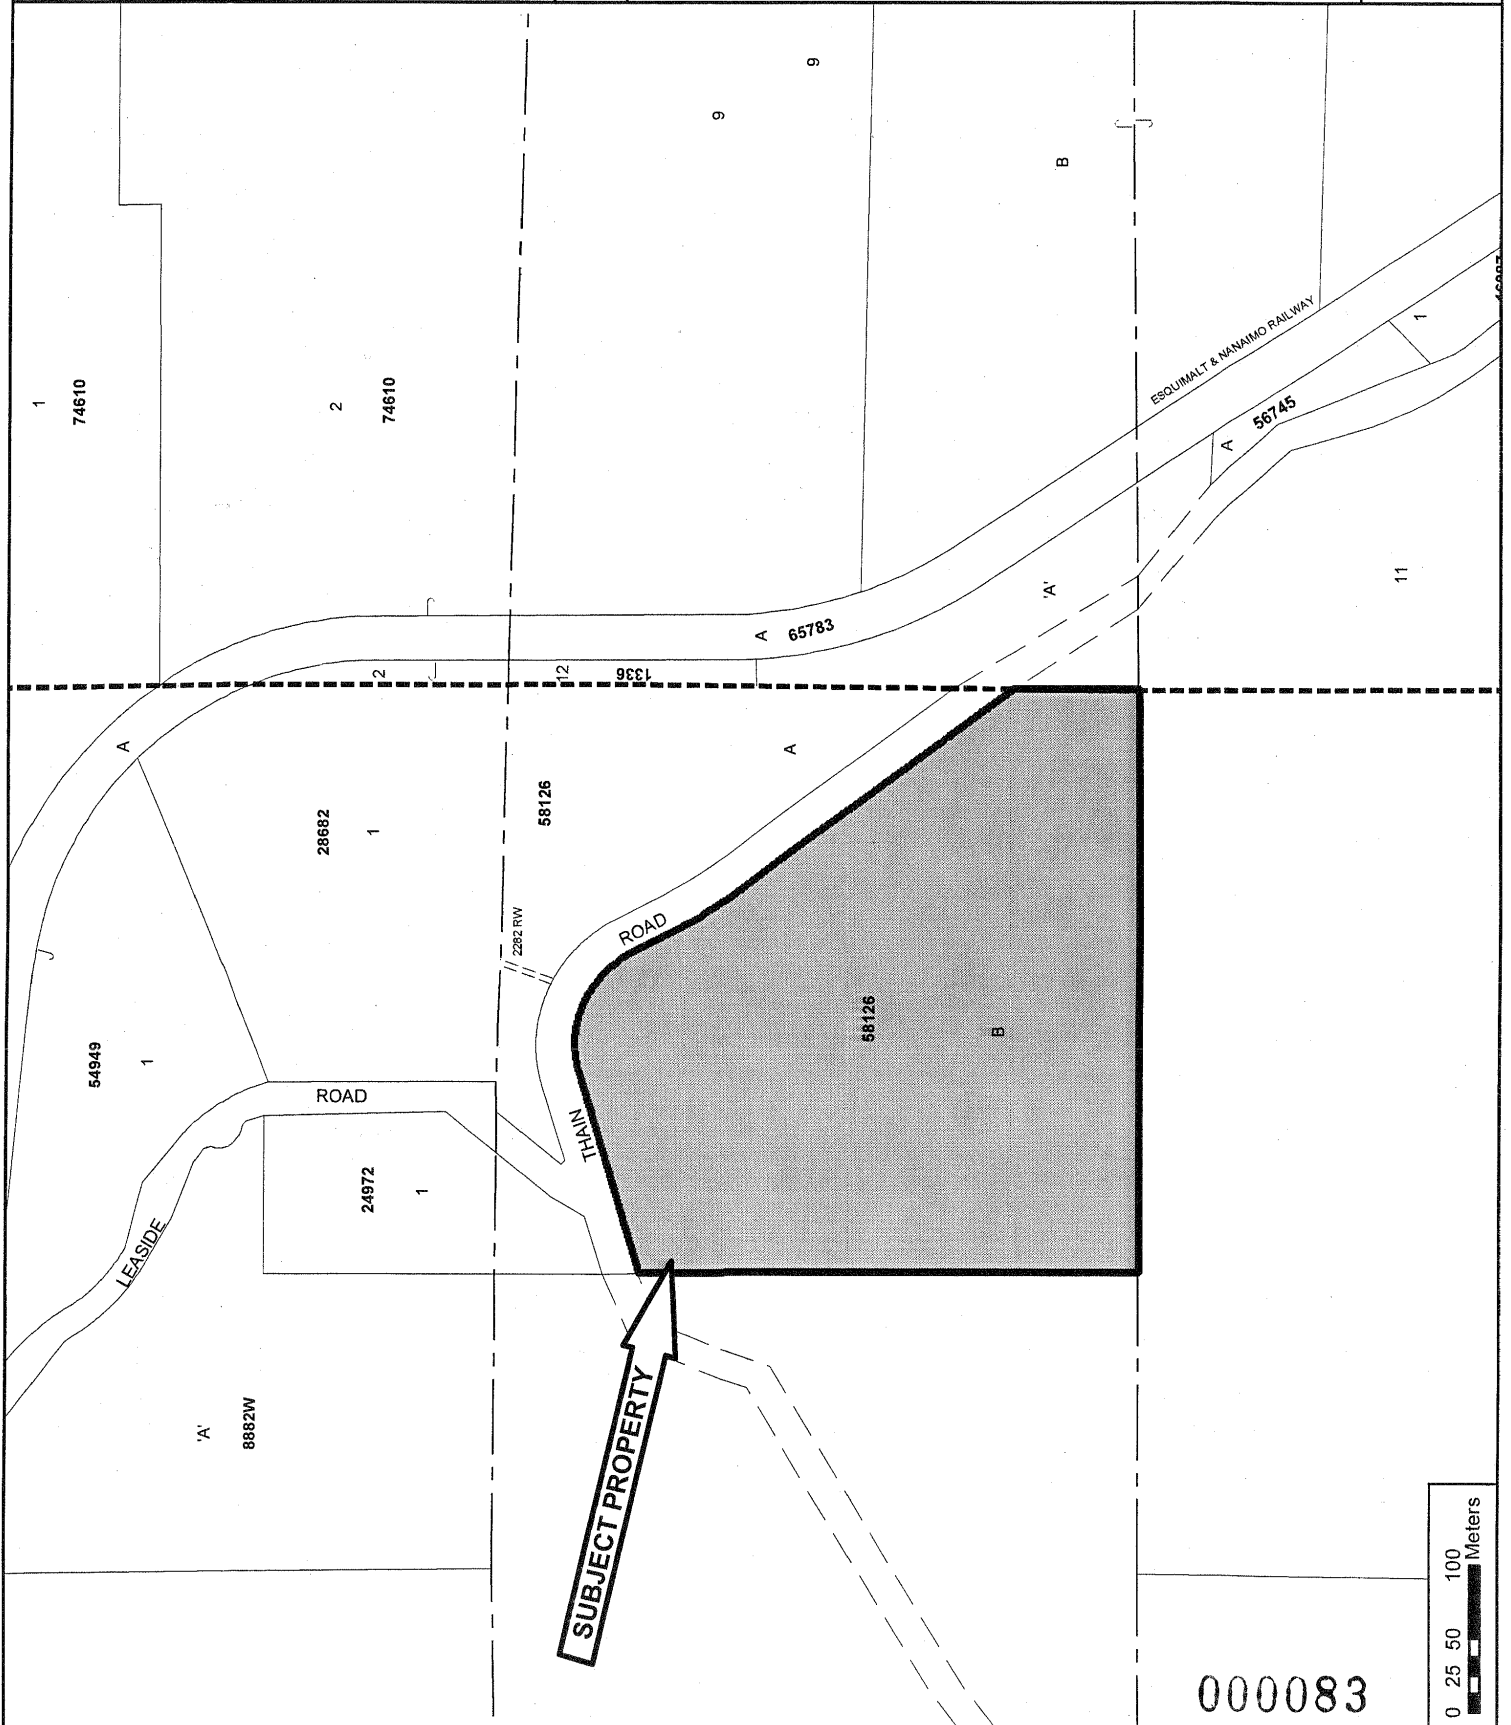 1
74610
2
74610
9
9
B
ESQUIMALT & NANAIMO RAILWAY
1
56745
A
'A'
11
A
65783
2
12
1336
A
28682
1
58126
A
2282 RW
ROAD
54949
1
ROAD
THAIN
58126
B
24972
1
LEASIDE
'A'
8882W
SUBJECT PROPERTY
000083
0 25 50 100
Meters